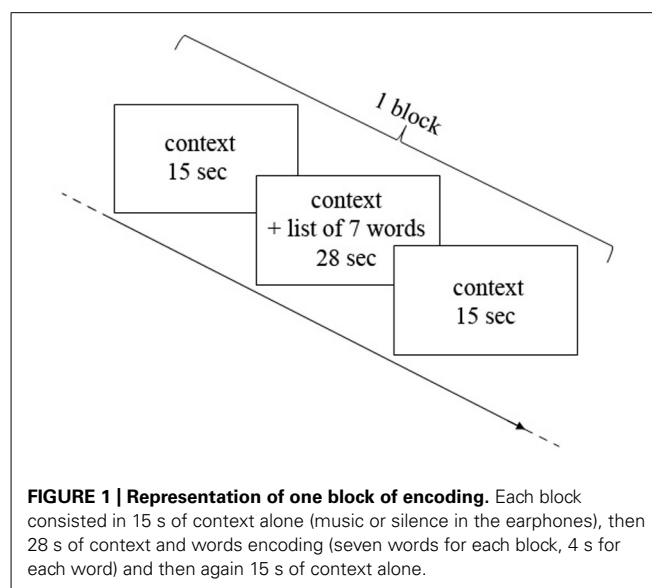 1 block
context
15 sec
context
+ list of 7 words
28 sec
context
15 sec
FIGURE 1 | Representation of one block of encoding. Each block
consisted in 15 s of context alone (music or silence in the earphones), then
28 s of context and words encoding (seven words for each block, 4 s for
each word) and then again 15 s of context alone.